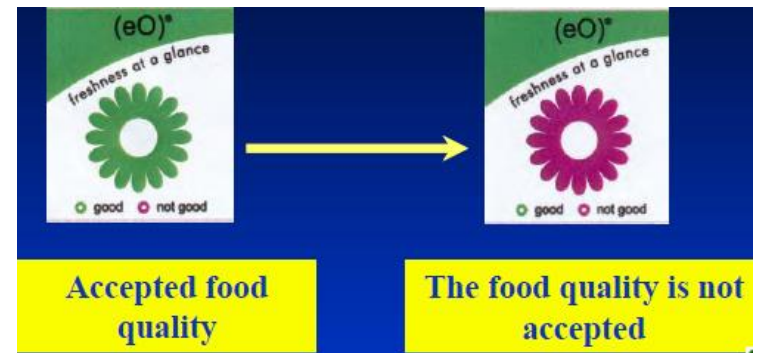 (eO)®
freshness at a glance
good not good
(eO)®
freshness at a glance
good not good
Accepted food
quality
The food quality is not
accepted